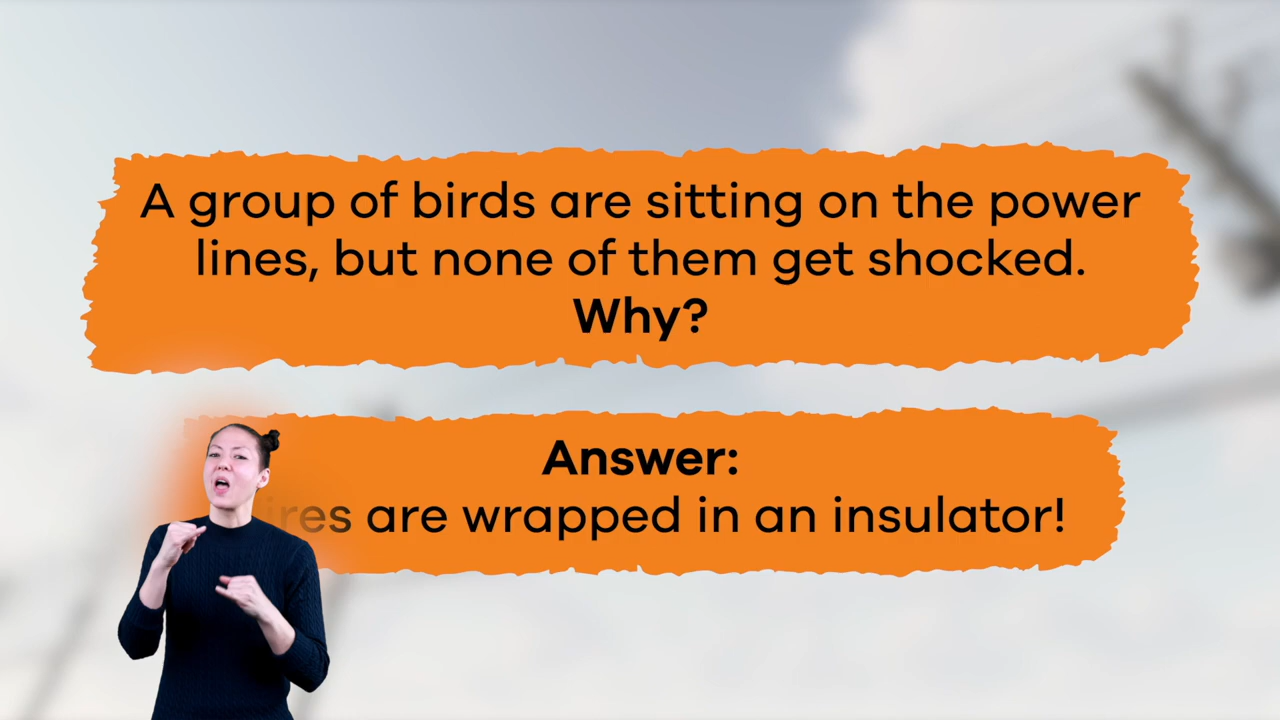 A group of birds are sitting on the power
lines, but none of them get shocked.
Why?
Answer:
are wrapped in an insulator!